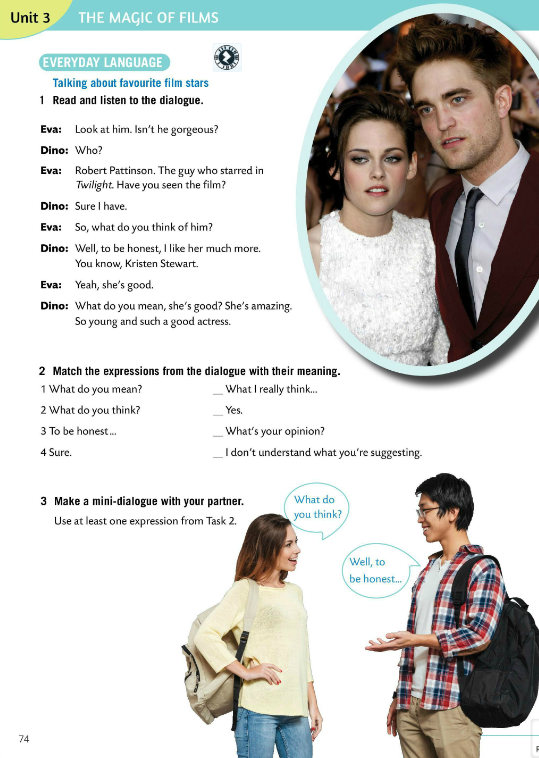 Unit 3 THE MAGIC OF FILMS
EVERYDAY LANGUAGE
Talking about favourite film stars
1 Read and listen to the dialogue.
Eva: Look at him. Isn't he gorgeous?
Dino: Who?
Eva: Robert Pattinson. The guy who starred in
Twilight. Have you seen the film?
Dino: Sure I have.
Eva: So, what do you think of him?
Dino: Well, to be honest, I like her much more.
You know, Kristen Stewart.
Eva: Yeah, she's good.
Dino: What do you mean, she's good? She's amazing.
So young and such a good actress.
2 Match the expressions from the dialogue with their meaning.
1 What do you mean? __ What I really think...
2 What do you think? __ Yes.
3 To be honest... __ What's your opinion?
4 Sure. __ I don't understand what you're suggesting.
3 Make a mini-dialogue with your partner.
Use at least one expression from Task 2.
What do
you think?
Well, to
be honest...
74